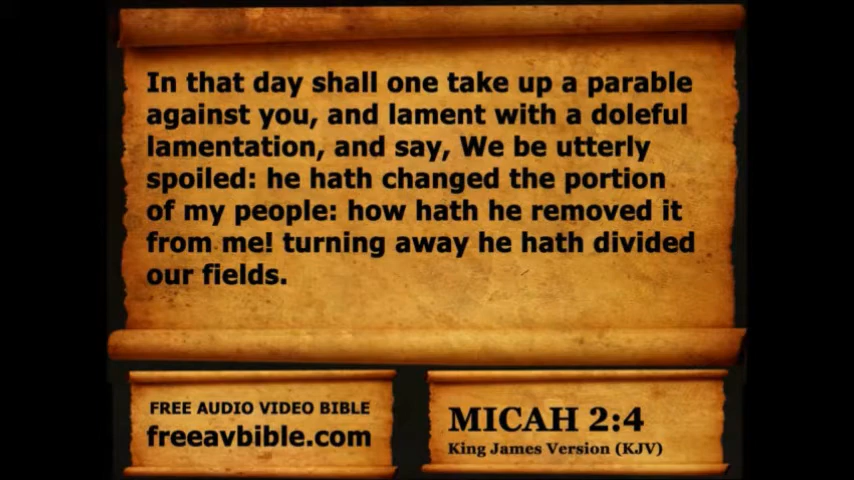 In that day shall one take up a parable
against you, and lament with a doleful
lamentation, and say, We be utterly
spoiled: he hath changed the portion
of my people: how hath he removed it
from me! turning away he hath divided
our fields.
FREE AUDIO VIDEO BIBLE
freeavbible.com
MICAH 2:4
King James Version (KJV)